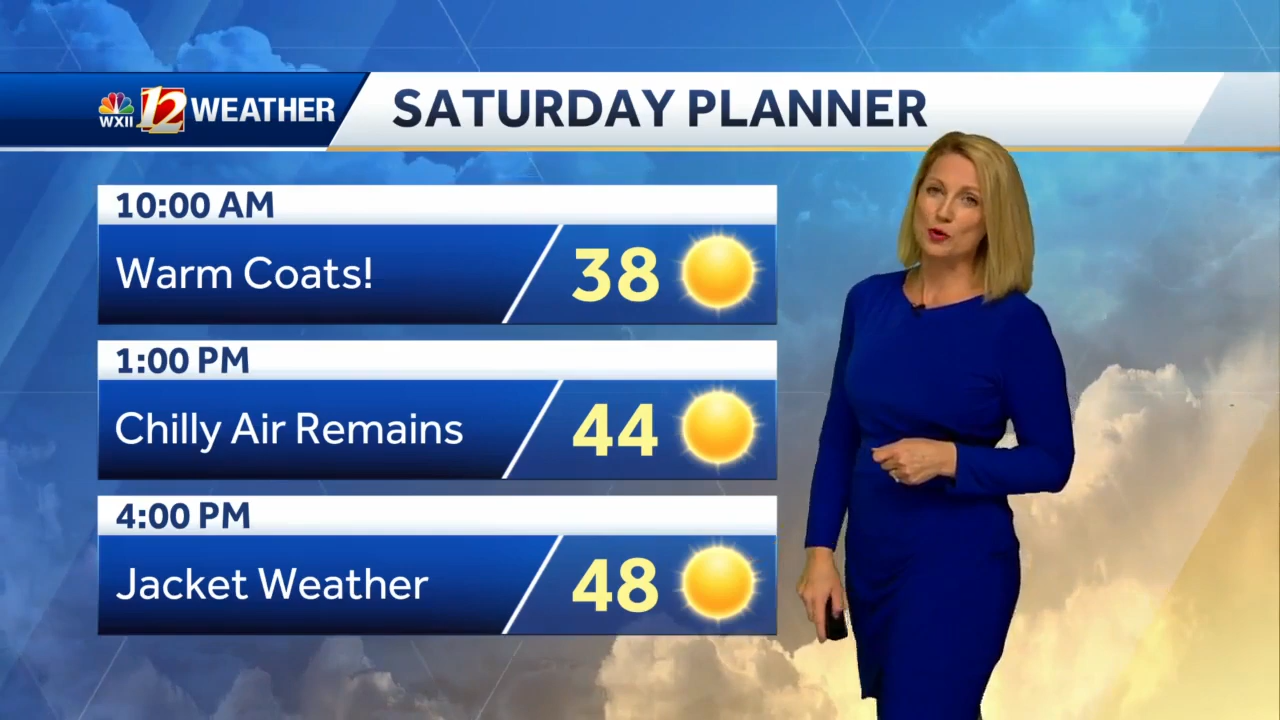 WXII 12 WEATHER
SATURDAY PLANNER
10:00 AM
Warm Coats! 38
1:00 PM
Chilly Air Remains 44
4:00 PM
Jacket Weather 48